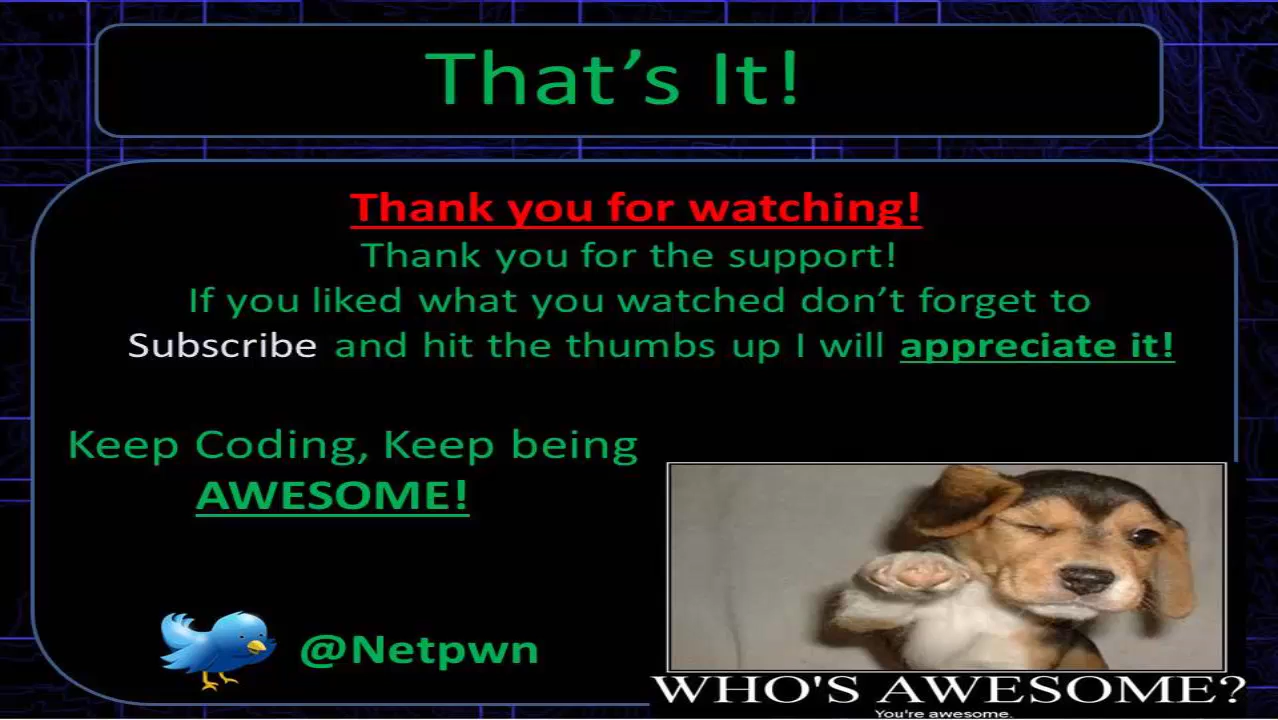 That's It!
Thank you for watching!
Thank you for the support!
If you liked what you watched don't forget to
Subscribe and hit the thumbs up I will appreciate it!
Keep Coding, Keep being
AWESOME!
@Netpwn
WHO'S AWESOME?
You're awesome.